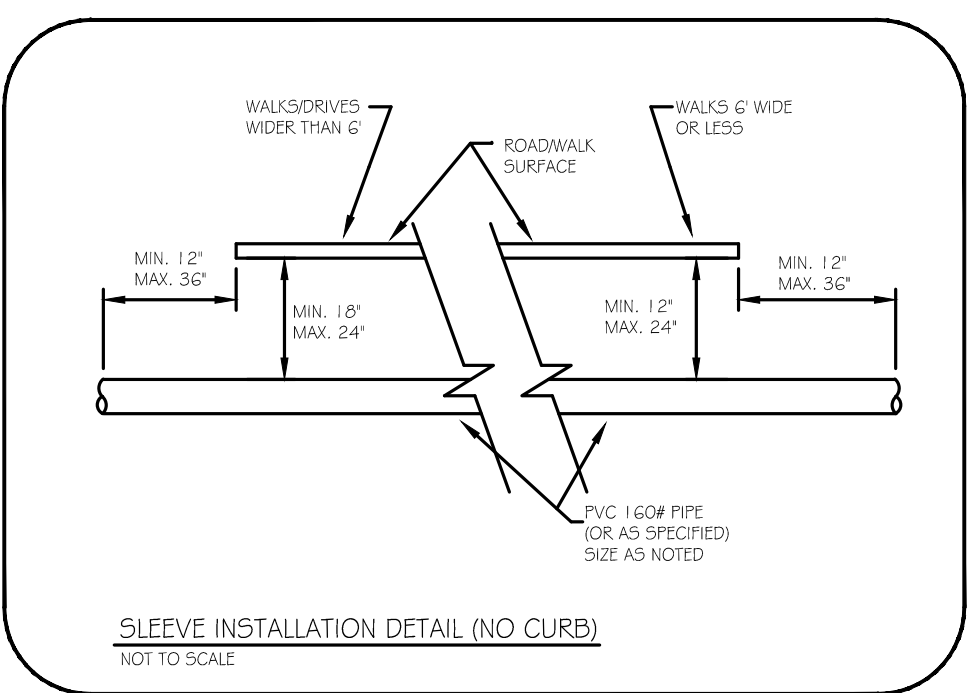 WALKS/DRIVES
WIDER THAN 6'
WALKS 6' WIDE
OR LESS
ROAD/WALK
SURFACE
MIN. 12"
MAX. 36"
MIN. 12"
MAX. 36"
MIN. 18"
MAX. 24"
MIN. 12"
MAX. 24"
PVC 160# PIPE
(OR AS SPECIFIED)
SIZE AS NOTED
SLEEVE INSTALLATION DETAIL (NO CURB)
NOT TO SCALE